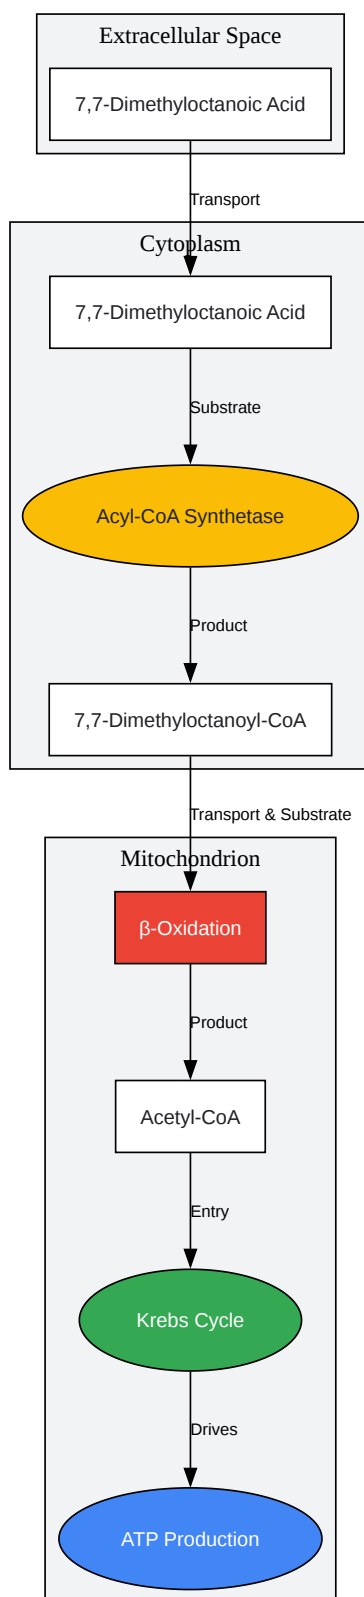 Extracellular Space
7,7-Dimethyloctanoic Acid
Transport
Cytoplasm
7,7-Dimethyloctanoic Acid
Substrate
Acyl-CoA Synthetase
Product
7,7-Dimethyloctanoyl-CoA
Transport & Substrate
Mitochondrion
β-Oxidation
Product
Acetyl-CoA
Entry
Krebs Cycle
Drives
ATP Production